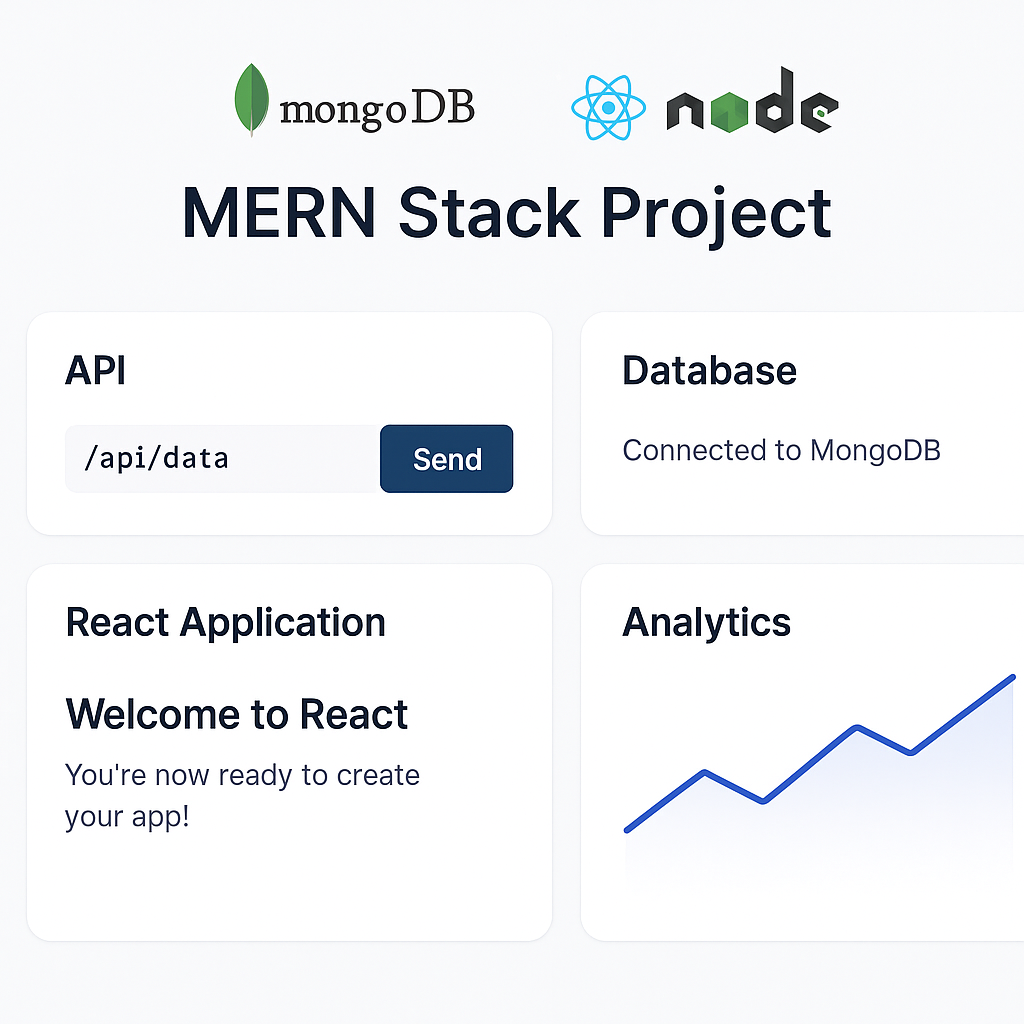 mongoDB
node
MERN Stack Project
API
/api/data
Send
Database
Connected to MongoDB
React Application
Welcome to React
You're now ready to create
your app!
Analytics